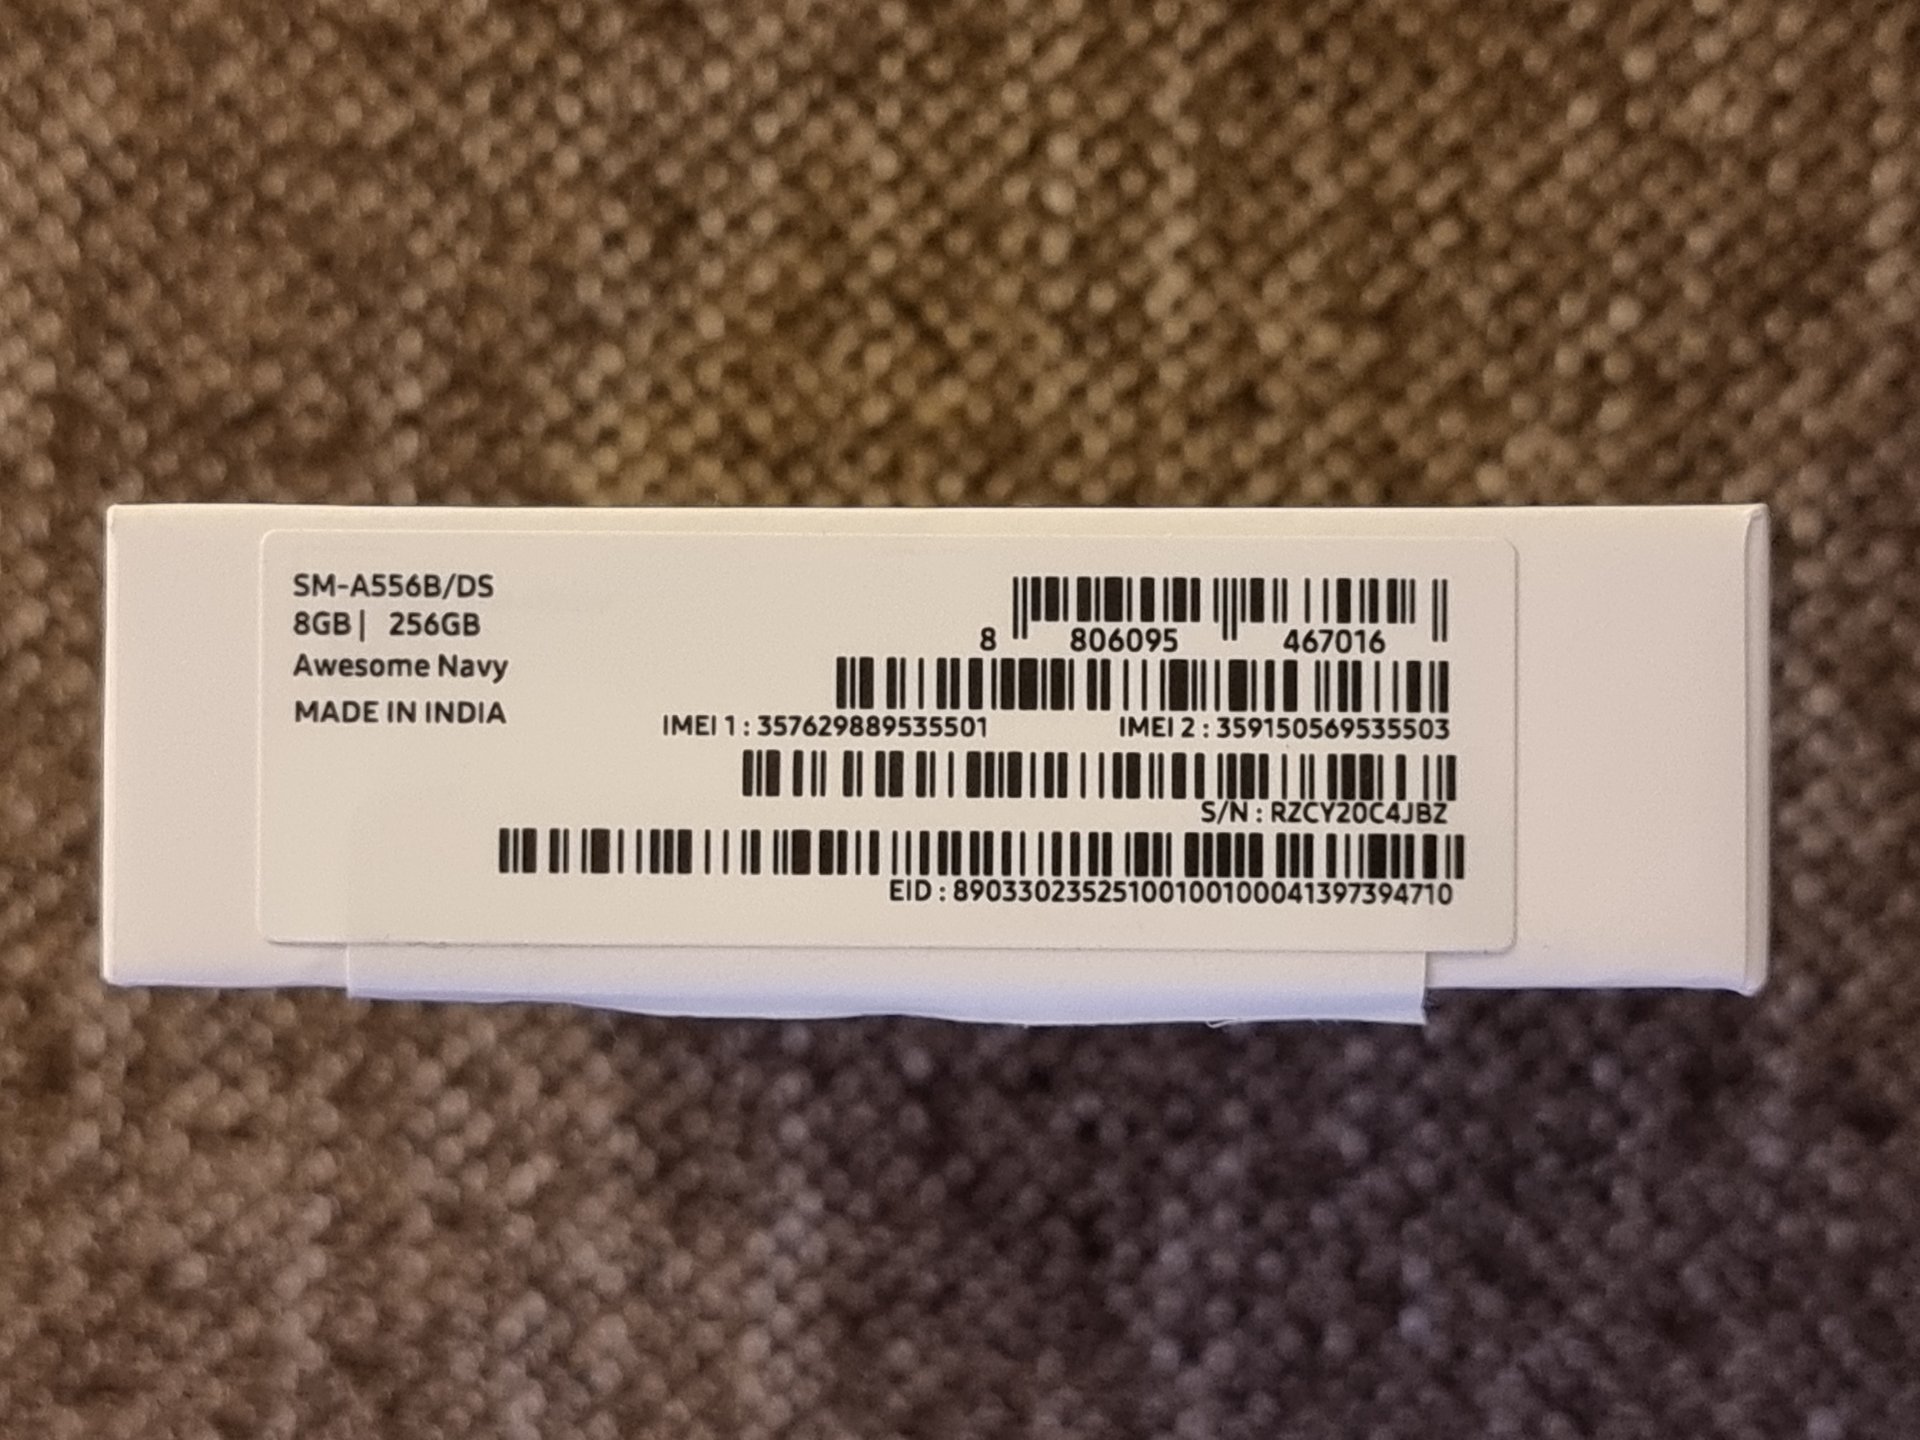 SM-A556B/DS
8GB | 256GB
Awesome Navy
MADE IN INDIA
8 806095 467016
IMEI 1 : 357629889535501 IMEI 2 : 359150569535503
S/N : RZCY20C4JBZ
EID : 89033023525100100100041397394710